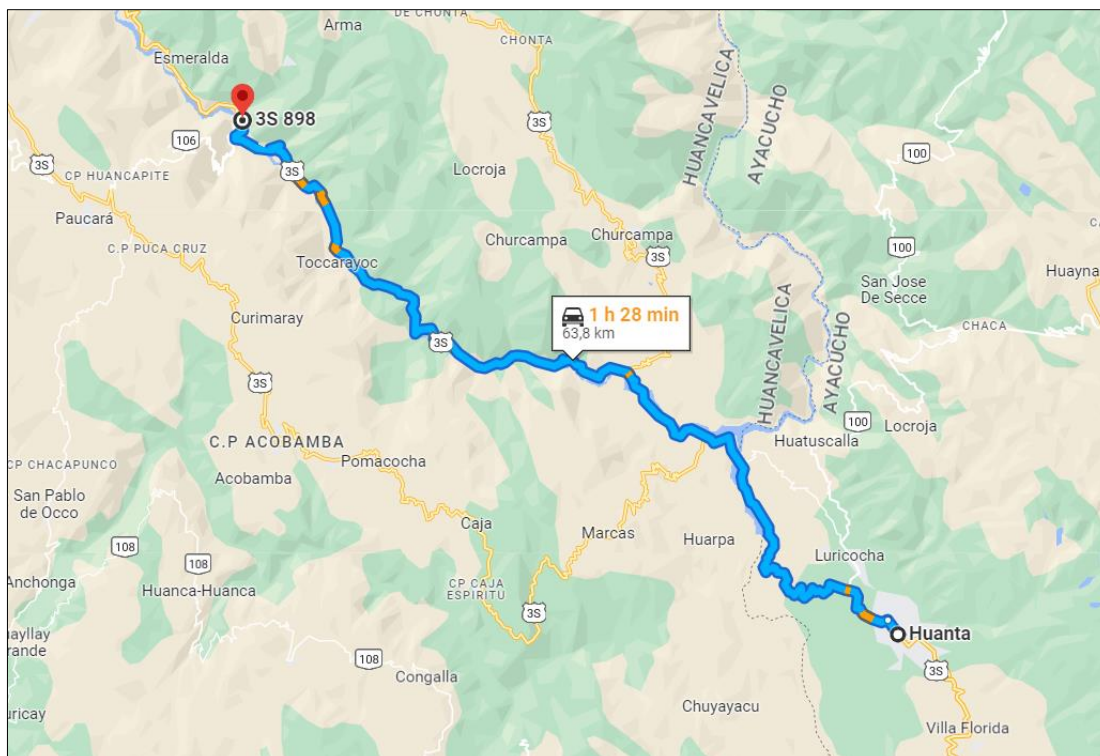 DE CHONTA
Arma
CHONTA
Esmeralda
3S 898
106
3S
3S
3S
CP HUANCAPITE
Locroja
Paucará
HUANCAVELICA
AYACUCHO
100
Churcampa
Churcampa
C.P PUCA CRUZ
Toccarayoc
3S
100
San Jose
De Secce
Huayna
Curimaray
1 h 28 min
63,8 km
3S
CHACA
HUANCAVELICA
AYACUCHO
3S
100
Locroja
Huatuscalla
C.P ACOBAMBA
Pomacocha
CP CHACAPUNCO
Acobamba
San Pablo
de Occo
Caja
Marcas
Huarpa
108
Luricocha
108
Anchonga
Huanca-Huanca
CP CAJA
ESPIRITU
3S
Huanta
108
Congalla
3S
Chuyayacu
Villa Florida